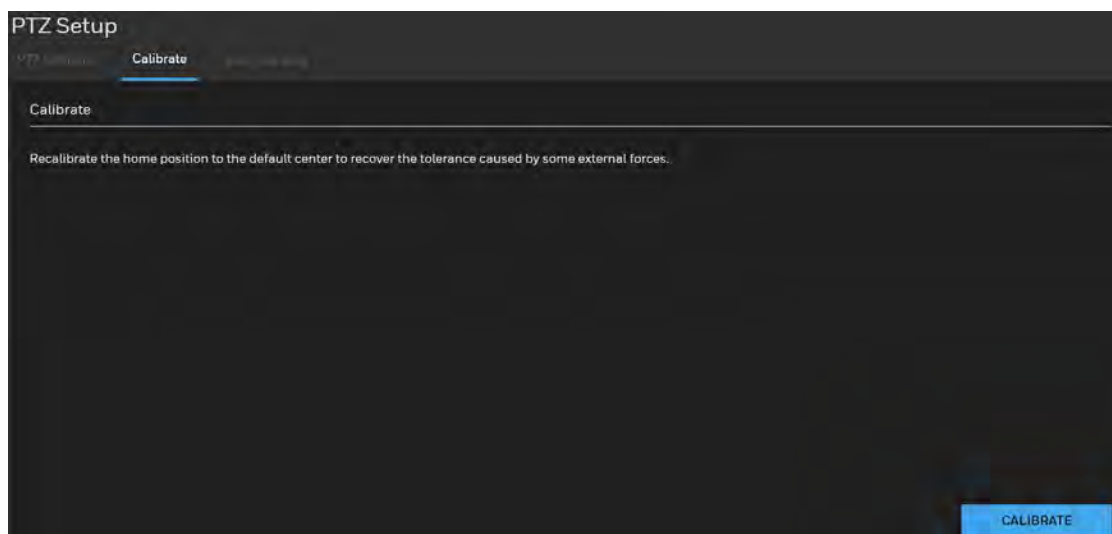 PTZ Setup
Calibrate
Calibrate
Recalibrate the home position to the default center to recover the tolerance caused by some external forces.
CALIBRATE